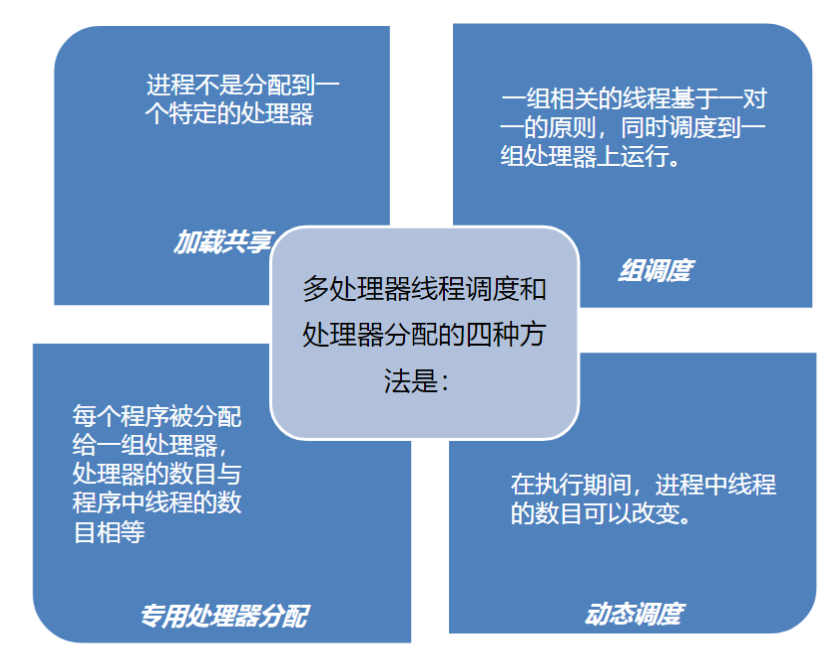 进程不是分配到一
个特定的处理器
加载共享
一组相关的线程基于一对
一的原则，同时调度到一
组处理器上运行。
组调度
多处理器线程调度和
处理器分配的四种方
法是：
每个程序被分配
给一组处理器，
处理器的数目与
程序中线程的数
目相等
专用处理器分配
在执行期间，进程中线程
的数目可以改变。
动态调度